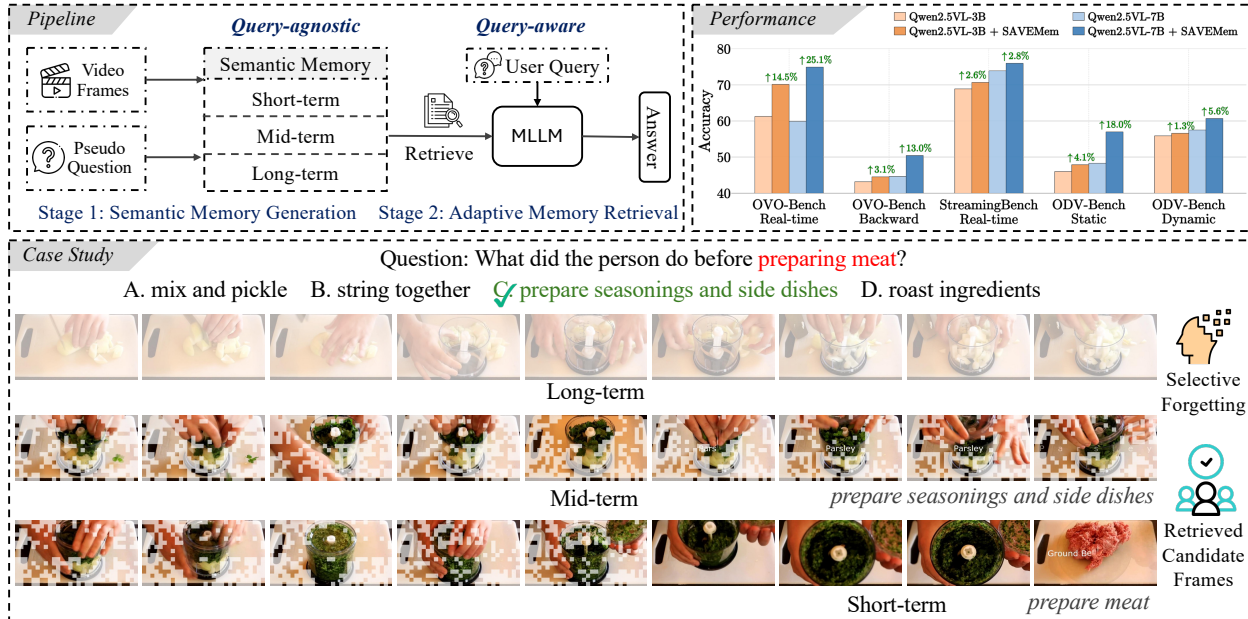 Pipeline
Query-agnostic
Query-aware
Video
Frames
Pseudo
Question
Semantic Memory
Short-term
Mid-term
Long-term
Retrieve
User Query
MLLM
Answer
Stage 1: Semantic Memory Generation
Stage 2: Adaptive Memory Retrieval
Performance
Qwen2.5VL-3B
Qwen2.5VL-3B + SAVEMem
Qwen2.5VL-7B
Qwen2.5VL-7B + SAVEMem
Accuracy
80
70
60
50
40
↑14.5%
↑25.1%
↑3.1%
↑13.0%
↑2.6%
↑2.8%
↑4.1%
↑18.0%
↑1.3%
↑5.6%
OVO-Bench
Real-time
OVO-Bench
Backward
StreamingBench
Real-time
ODV-Bench
Static
ODV-Bench
Dynamic
Case Study
Question: What did the person do before preparing meat?
A. mix and pickle B. string together C. prepare seasonings and side dishes D. roast ingredients
Long-term
Selective
Forgetting
Pars
Parsley
Parsley
Mid-term
prepare seasonings and side dishes
Ground Be
Retrieved
Candidate
Frames
Short-term
prepare meat